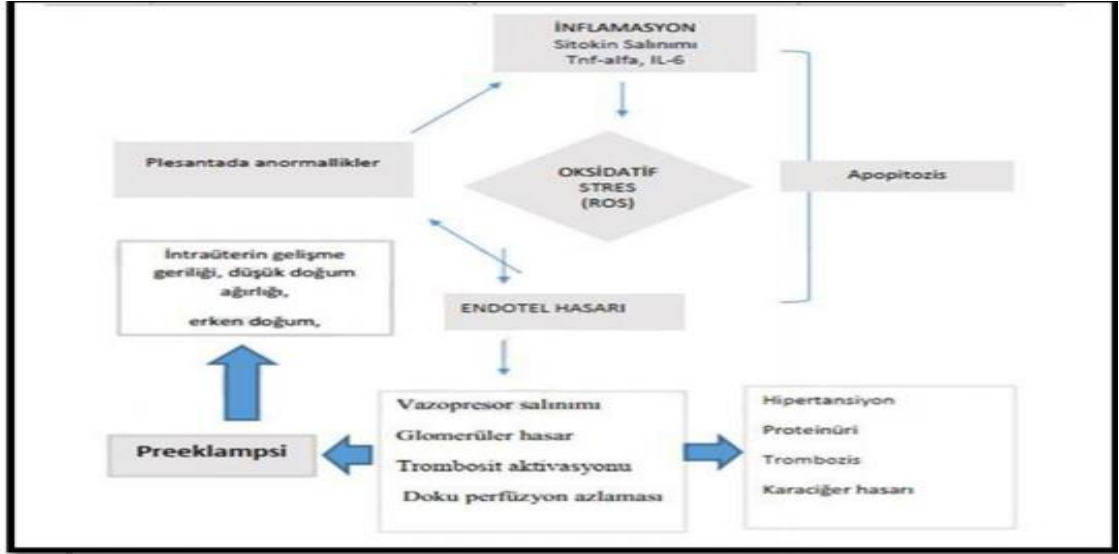 İNFLAMASYON
Sitokin Salınımı
Tnf-alfa, IL-6
Plesantada anormallikler
OKSİDATİF
STRES
(ROS)
Apopitozis
İntraüterin gelişme
geriliği, düşük doğum
ağırlığı,
erken doğum,
ENDOTEL HASARI
Vazopresor salınımı
Glomerüler hasar
Trombosit aktivasyonu
Doku perfüzyon azlaması
Preeklampsi
Hipertansiyon
Proteinüri
Trombozis
Karaciğer hasarı